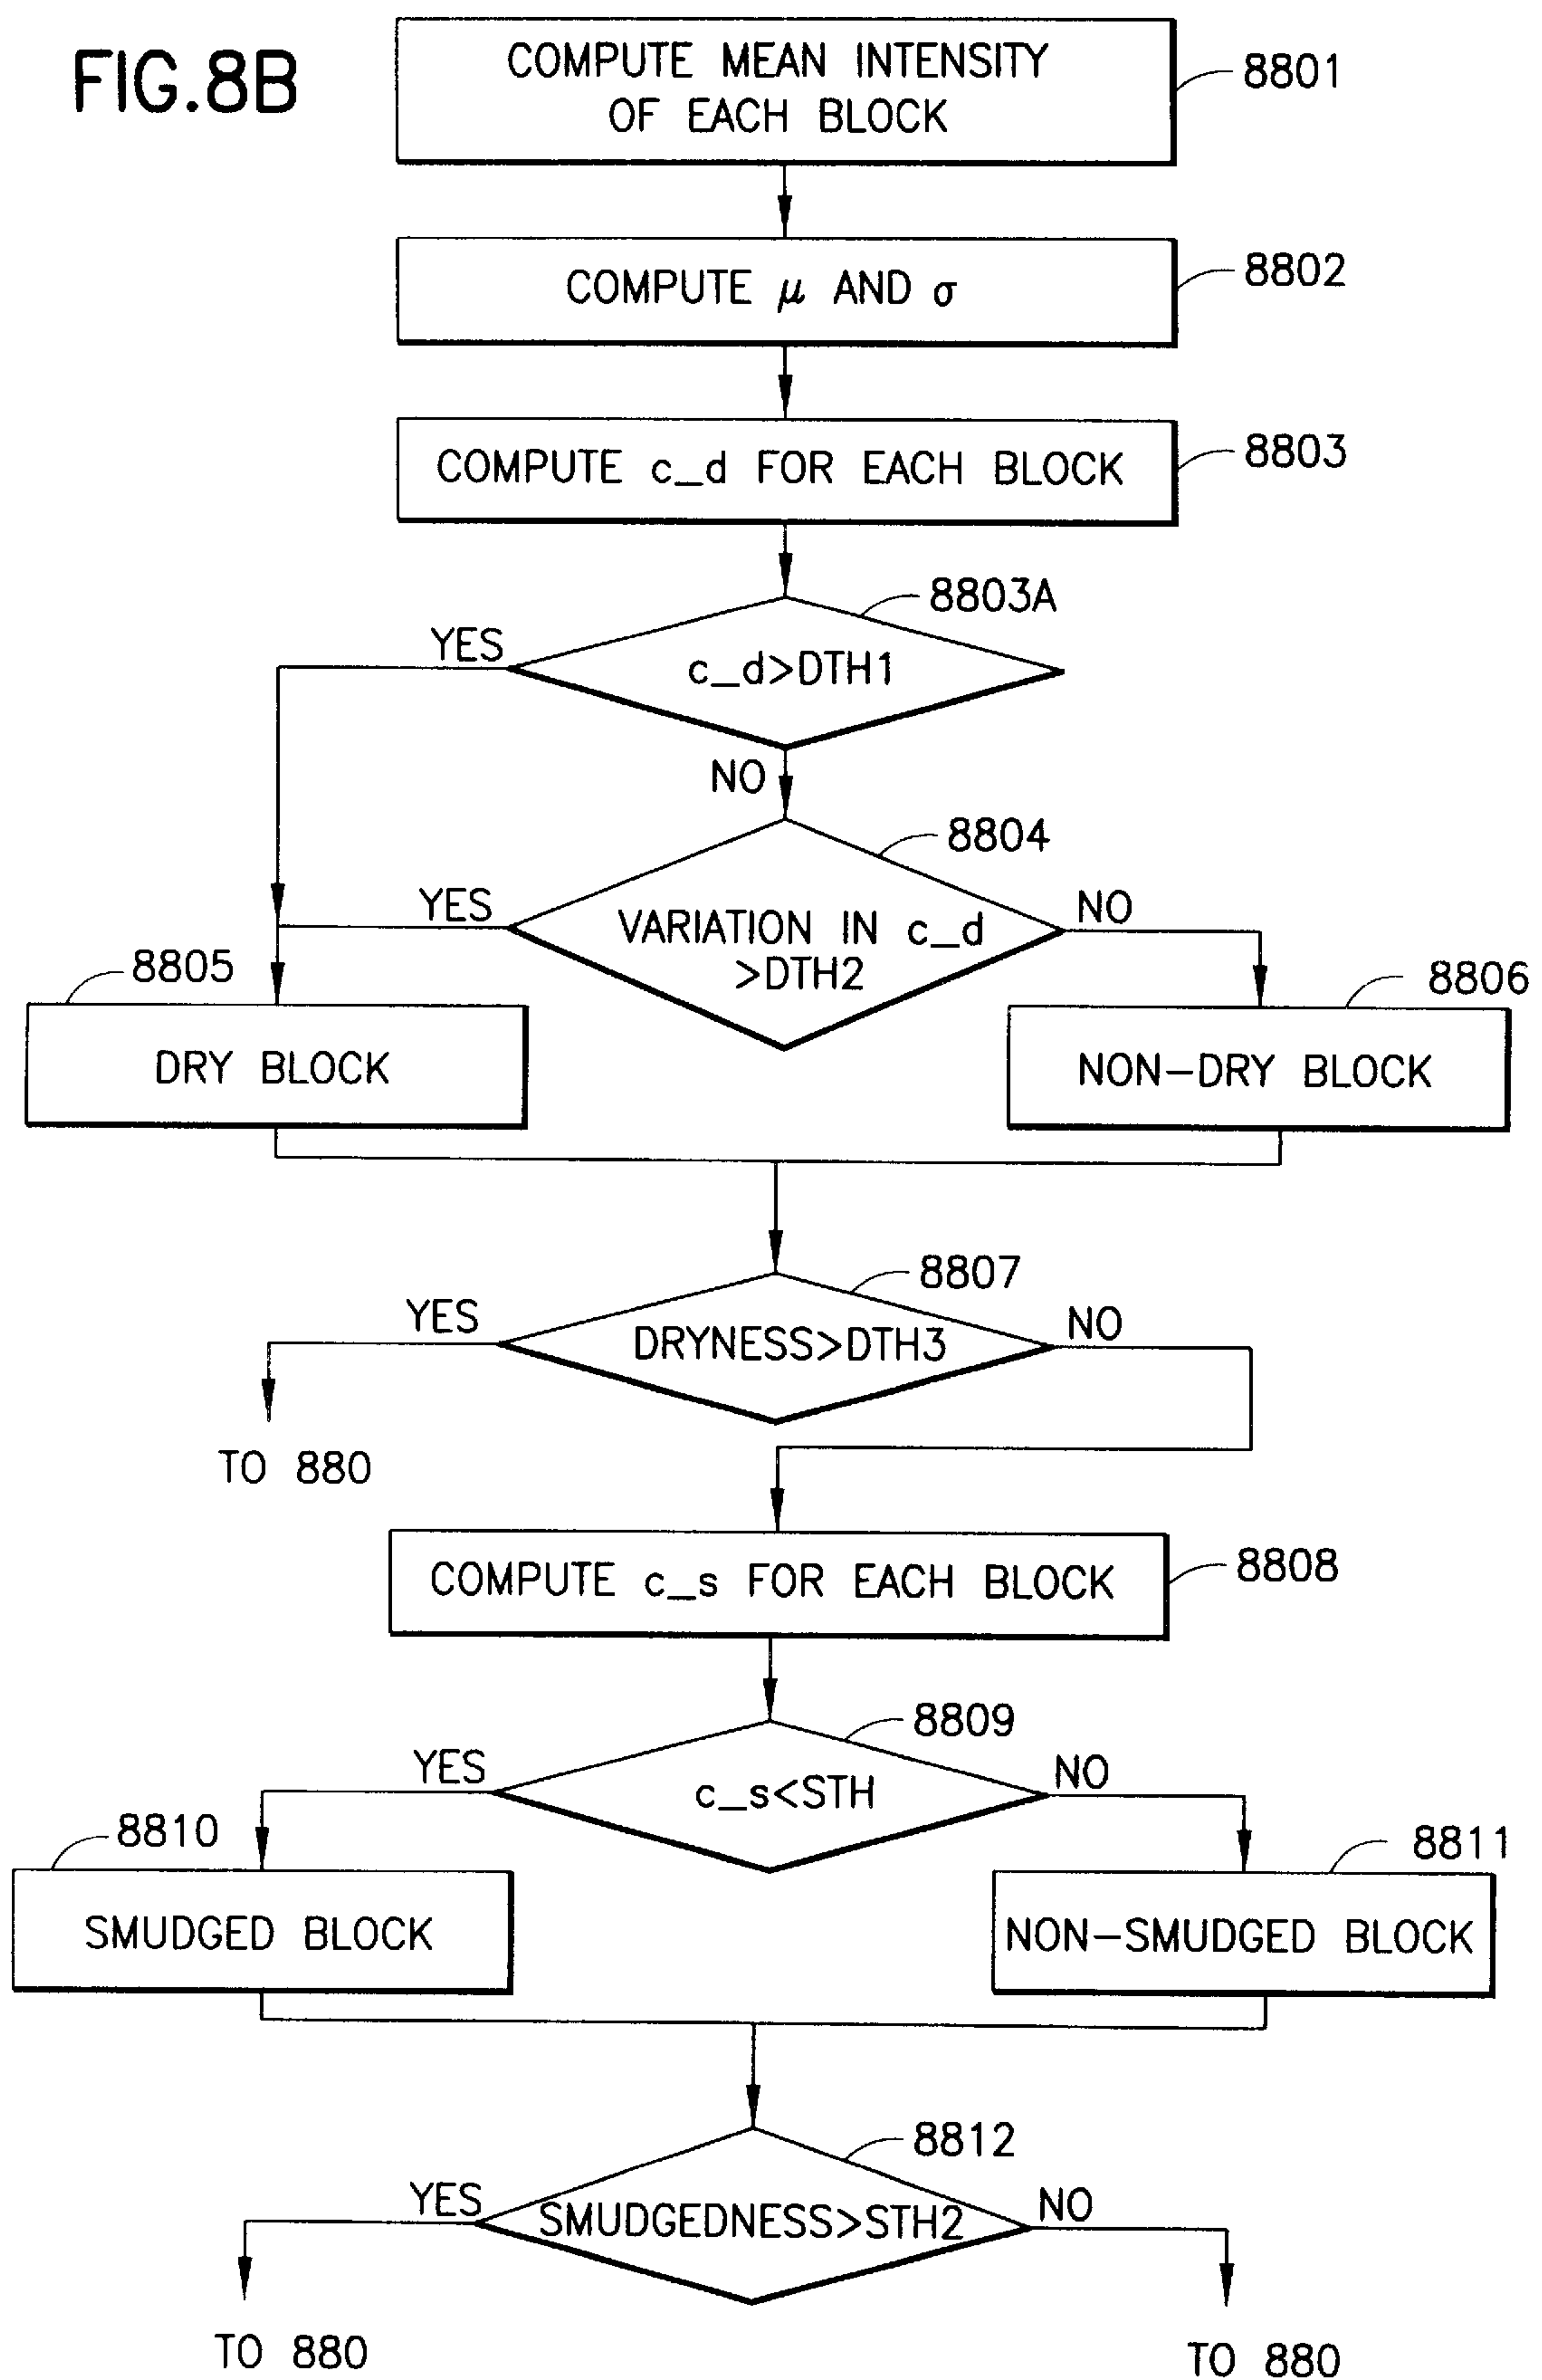 FIG.8B
COMPUTE MEAN INTENSITY
OF EACH BLOCK
8801
COMPUTE μ AND σ
8802
COMPUTE c_d FOR EACH BLOCK
8803
8803A
YES
c_d>DTH1
NO
8804
YES
VARIATION IN c_d
>DTH2
NO
8805
DRY BLOCK
8806
NON-DRY BLOCK
8807
YES
DRYNESS>DTH3
NO
TO 880
COMPUTE c_s FOR EACH BLOCK
8808
8809
YES
c_s<STH
NO
8810
SMUDGED BLOCK
8811
NON-SMUDGED BLOCK
8812
YES
SMUDGEDNESS>STH2
NO
TO 880
TO 880